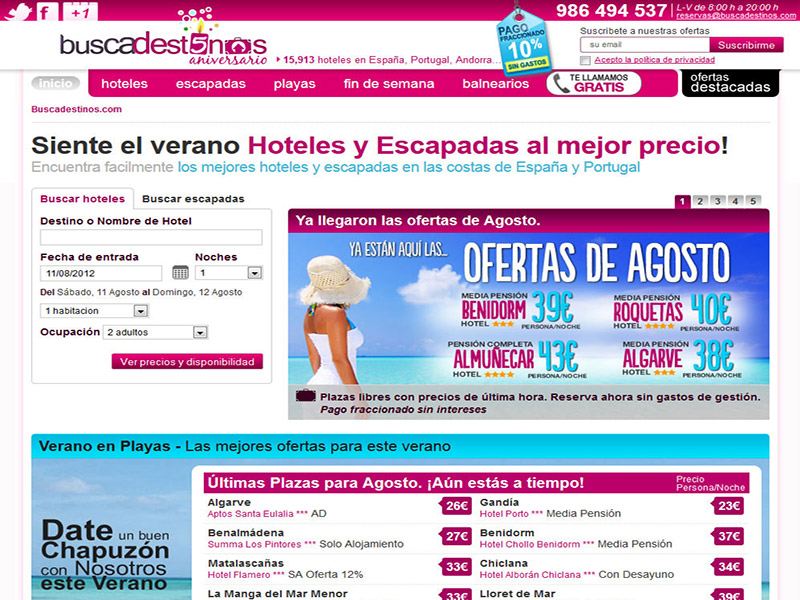 +1
buscadestinos
5 aniversario
15,913 hoteles en España, Portugal, Andorra...
PAGO
FRACCIONADO
10%
SIN GASTOS
986 494 537 | L-V de 8:00 h a 20:00 h
reservas@buscadestinos.com
Suscribete a nuestras ofertas
su email
Suscribirme
Acepto la política de privacidad
inicio
hoteles
escapadas
playas
fin de semana
balnearios
TE LLAMAMOS
GRATIS
ofertas
destacadas
Buscadestinos.com
Siente el verano Hoteles y Escapadas al mejor precio!
Encuentra facilmente los mejores hoteles y escapadas en las costas de España y Portugal
Buscar hoteles
Buscar escapadas
Destino o Nombre de Hotel
Fecha de entrada
Noches
11/08/2012
1
Del Sábado, 11 Agosto al Domingo, 12 Agosto
1 habitacion
Ocupación
2 adultos
Ver precios y disponibilidad
1 2 3 4 5
Ya llegron las ofertas de Agosto.
YA ESTÁN AQUÍ LAS...
OFERTAS DE AGOSTO
MEDIA PENSIÓN
BENIDORM 39€
HOTEL *** PERSONA/NOCHE
MEDIA PENSIÓN
ROQUETAS 40€
HOTEL **** PERSONA/NOCHE
PENSIÓN COMPLETA
ALMUÑECAR 43€
HOTEL **** PERSONA/NOCHE
MEDIA PENSIÓN
ALGARVE 38€
HOTEL **** PERSONA/NOCHE
Plazas libres con precios de última hora. Reserva ahora sin gastos de gestión.
Pago fraccionado sin intereses
Verano en Playas - Las mejores ofertas para este verano
Date un buen
Chapuzón
con Nosotros
este Verano
Últimas Plazas para Agosto. ¡Aún estás a tiempo!
Precio
Persona/Noche
Algarve
Aptos Santa Eulalia *** AD
26€
Gandía
Hotel Porto *** Media Pensión
23€
Benalmádena
Summa Los Pintores *** Solo Alojamiento
27€
Benidorm
Hotel Chollo Benidorm *** Media Pensión
37€
Matalascañas
Hotel Flamero *** SA Oferta 12%
33€
Chiclana
Hotel Alborán Chiclana *** Con Desayuno
34€
La Manga del Mar Menor
33€
Lloret de Mar
39€